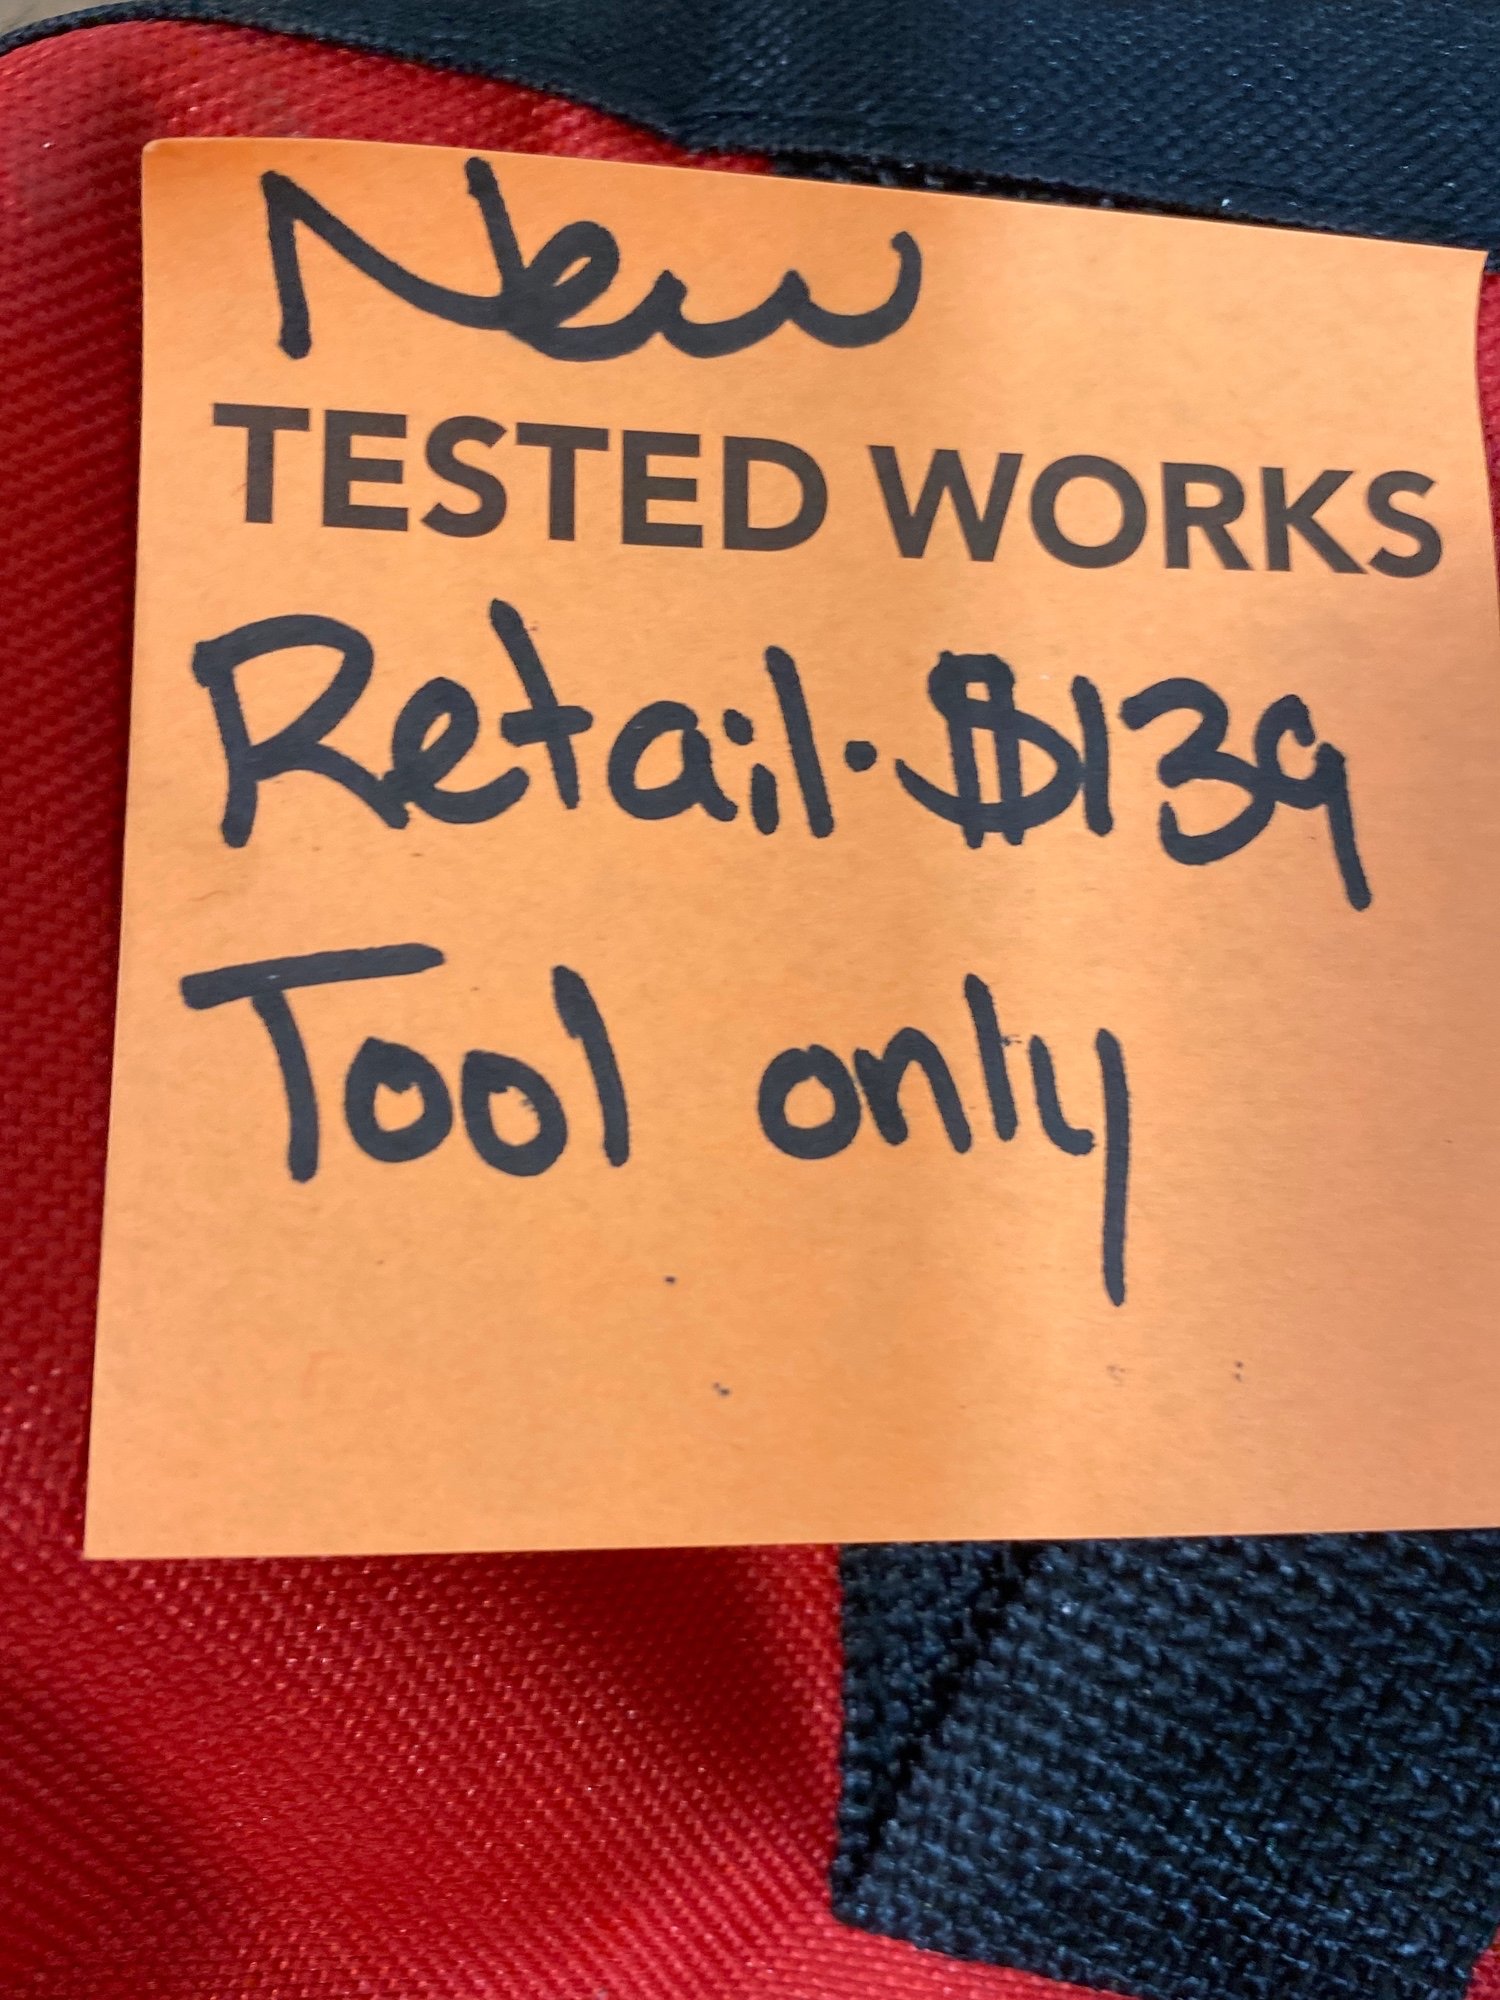 New
TESTED WORKS
Retail. $139
Tool only